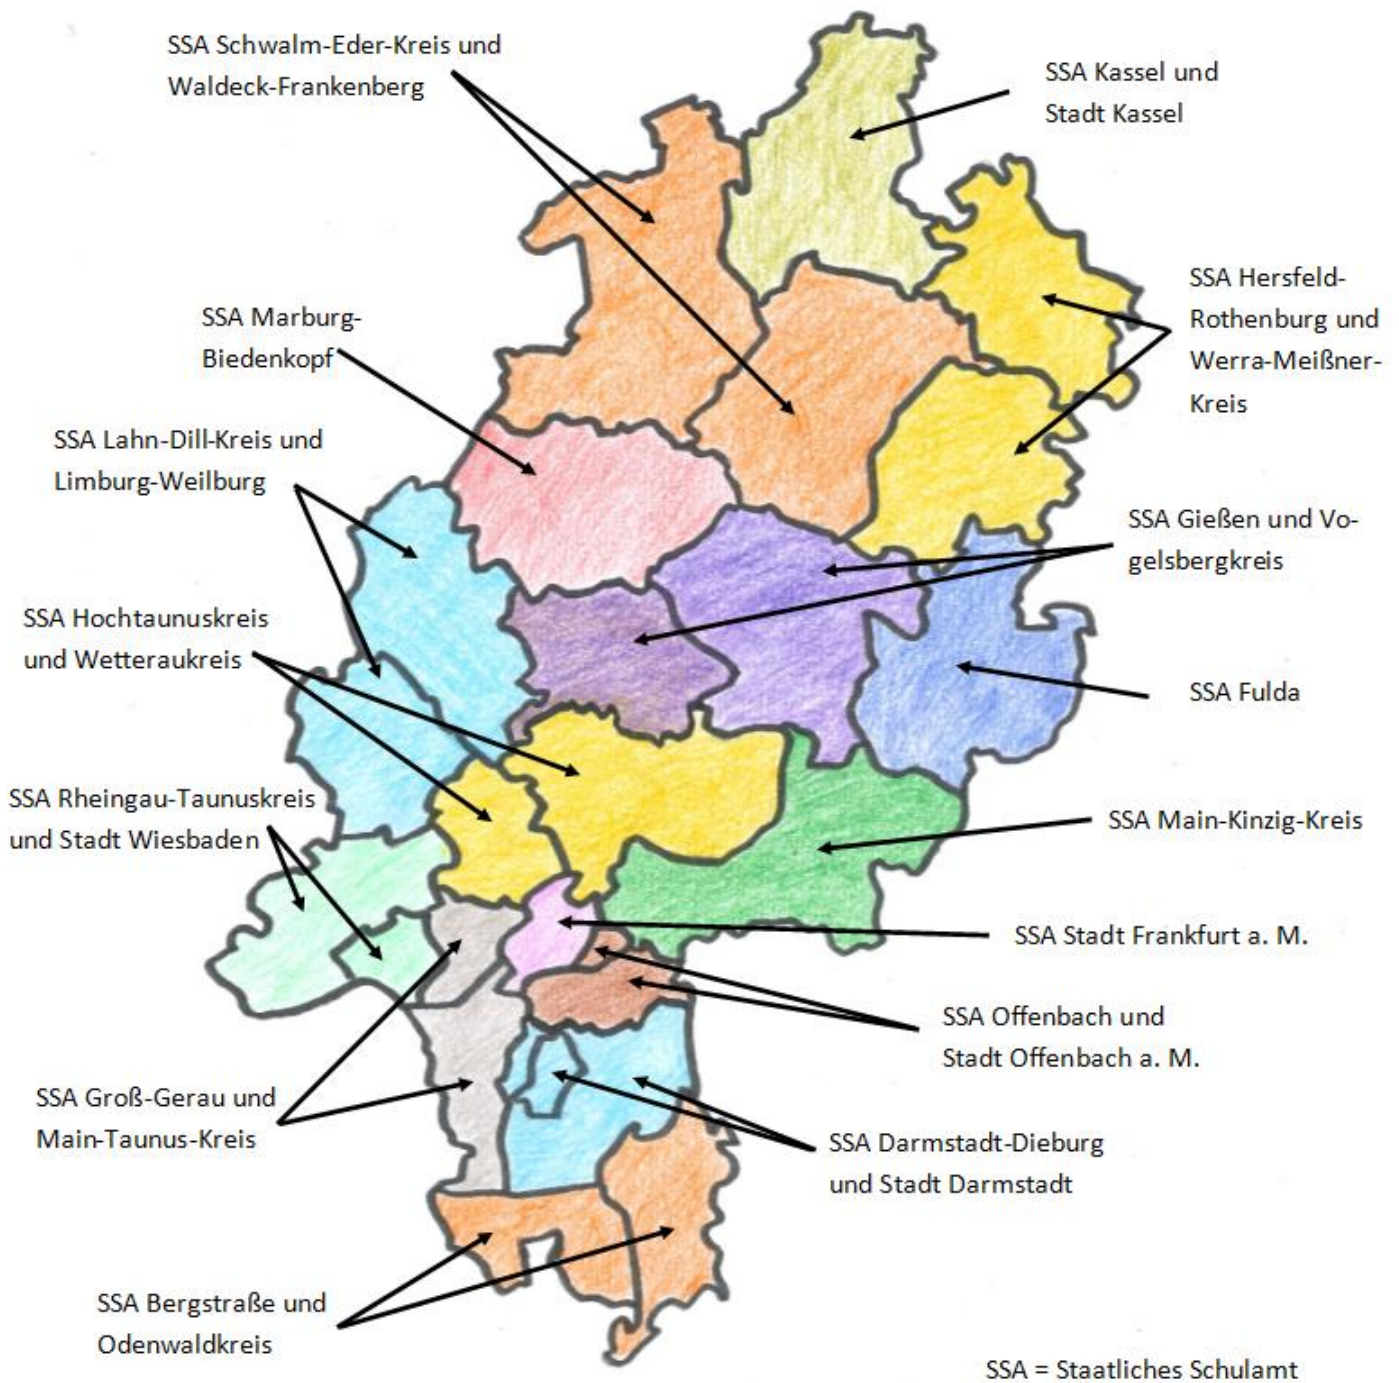 SSA Schwalm-Eder-Kreis und
Waldeck-Frankenberg
SSA Kassel und
Stadt Kassel
SSA Hersfeld-
Rothenburg und
Werra-Meißner-
Kreis
SSA Marburg-
Biedenkopf
SSA Lahn-Dill-Kreis und
Limburg-Weilburg
SSA Gießen und Vo-
gelsbergkreis
SSA Hochtaunuskreis
und Wetteraukreis
SSA Fulda
SSA Rheingau-Taunuskreis
und Stadt Wiesbaden
SSA Main-Kinzig-Kreis
SSA Stadt Frankfurt a. M.
SSA Offenbach und
Stadt Offenbach a. M.
SSA Groß-Gerau und
Main-Taunus-Kreis
SSA Darmstadt-Dieburg
und Stadt Darmstadt
SSA Bergstraße und
Odenwaldkreis
SSA = Staatliches Schulamt